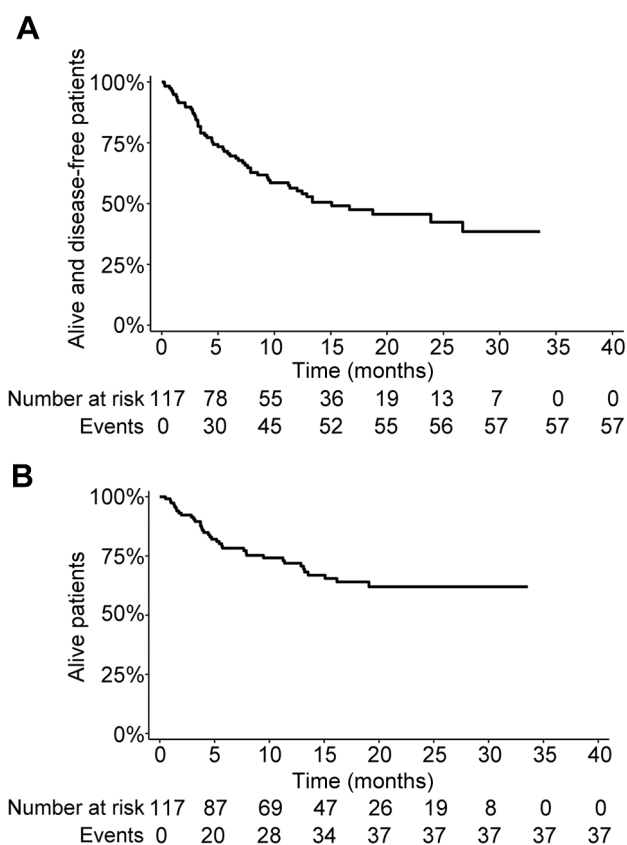 A
Alive and disease-free patients
100%
75%
50%
25%
0%
0 5 10 15 20 25 30 35 40
Time (months)
Number at risk 117 78 55 36 19 13 7 0 0
Events 0 30 45 52 55 56 57 57 57
B
Alive patients
100%
75%
50%
25%
0%
0 5 10 15 20 25 30 35 40
Time (months)
Number at risk 117 87 69 47 26 19 8 0 0
Events 0 20 28 34 37 37 37 37 37